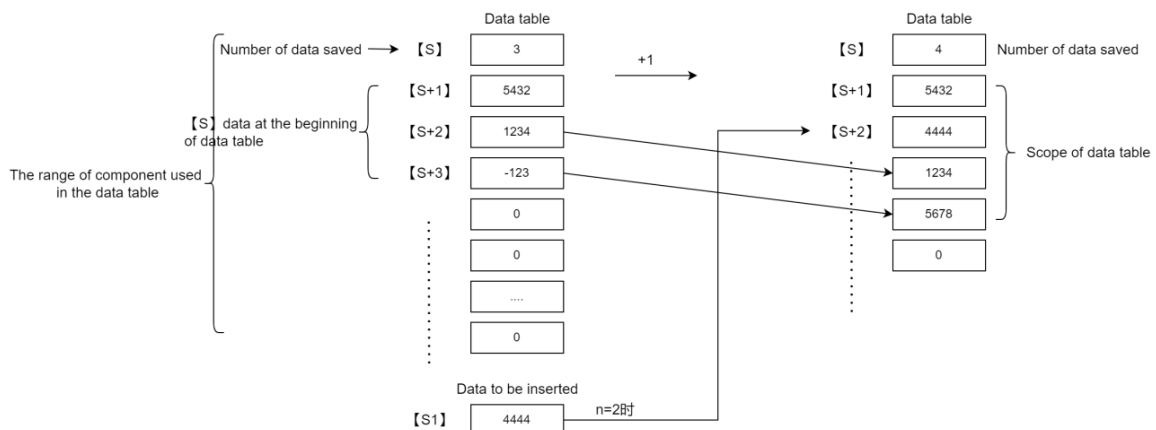 Data table
Number of data saved
【S】
3
【S+1】
5432
【S】data at the beginning
of data table
【S+2】
1234
The range of component used
in the data table
【S+3】
-123
0
0
....
0
Data to be inserted
【S1】
4444
n=2时
+1
Data table
【S】
4
Number of data saved
【S+1】
5432
【S+2】
4444
Scope of data table
1234
5678
0